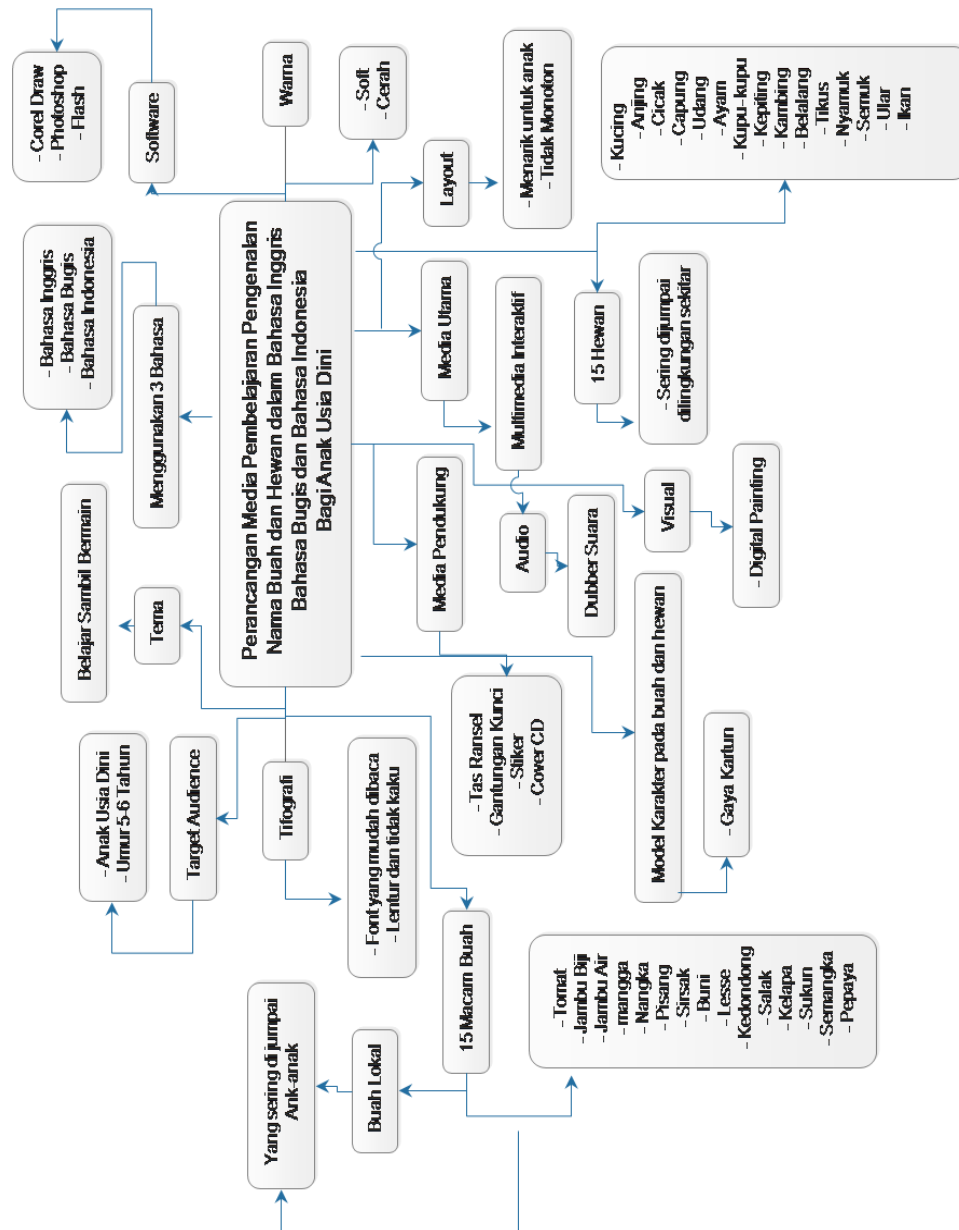 Yang sering di jumpai
Ank-anak
- Anak Usia Dini
- Umur 5-6 Tahun
Belajar Sambil Bermain
- Bahasa Inggris
- Bahasa Bugis
- Bahasa Indonesia
- Corel Draw
- Photoshop
- Flash
Buah Lokal
Target Audience
Tema
Menggunakan 3 Bahasa
Software
Tifografi
Perancangan Media Pembelajaran Pengenalan
Nama Buah dan Hewan dalam Bahasa Inggris
Bahasa Bugis dan Bahasa Indonesia
Bagi Anak Usia Dini
Warna
- Font yang mudah dibaca
- Lentur dan tidak kaku
- Soft
- Cerah
15 Macam Buah
Media Pendukung
Media Utama
Layout
- Tas Ransel
- Gantungan Kunci
- Stiker
- Cover CD
Audio
Multimedia Interaktif
- Menarik untuk anak
- Tidak Monoton
Dubber Suara
15 Hewan
- Tomat
- Jambu Biji
- Jambu Air
- mangga
- Nangka
- Pisang
- Sirsak
- Buni
- Lesse
- Kedondong
- Salak
- Kelapa
- Sukun
- Semangka
- Pepaya
Model Karakter pada buah dan hewan
Visual
- Sering dijumpai
dilingkungan sekitar
- Kucing
- Anjing
- Cicak
- Capung
- Udang
- Ayam
- Kupu-kupu
- Kepiting
- Kambing
- Belalang
- Tikus
- Nyamuk
- Semuk
- Ular
- Ikan
- Gaya Kartun
- Digital Painting